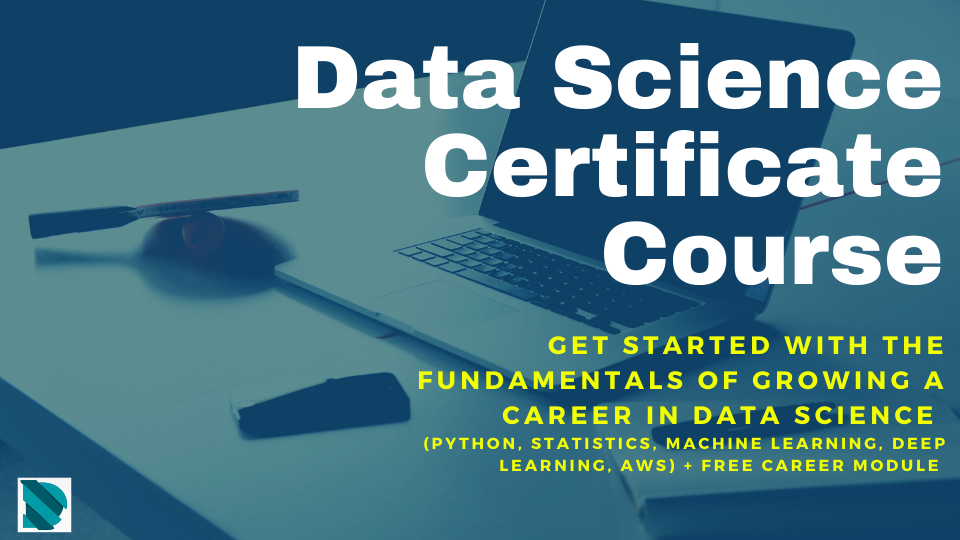 Data Science
Certificate
Course
GET STARTED WITH THE
FUNDAMENTALS OF GROWING A
CAREER IN DATA SCIENCE
(PYTHON, STATISTICS, MACHINE LEARNING, DEEP
LEARNING, AWS) + FREE CAREER MODULE